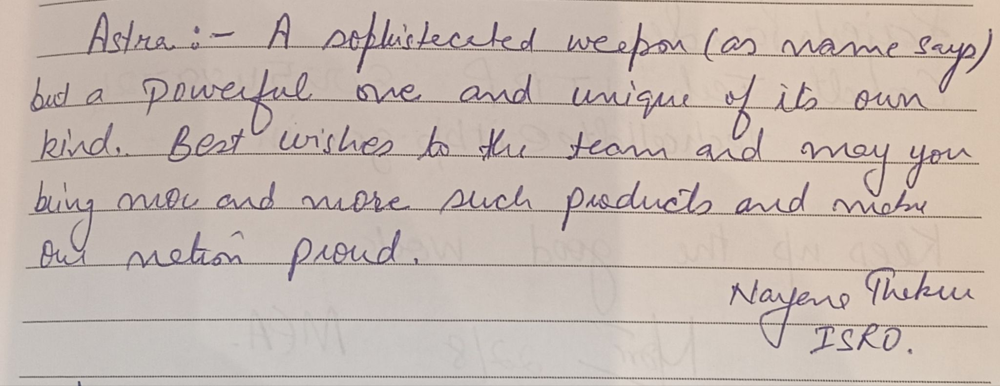 Astra :- A sophistecated weepon (as name says)
but a powerful one and unique of its own
kind. Best wishes to the team and may you
bring more and more such products and make
our nation proud.
Nayena Thakur
ISRO.